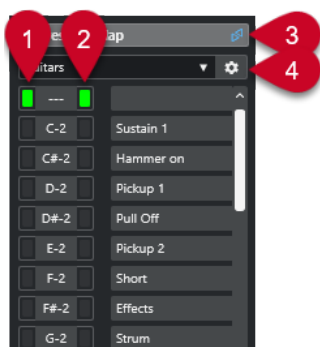 1
2
3
4
---
C-2 Sustain 1
C#-2 Hammer on
D-2 Pickup 1
D#-2 Pull Off
E-2 Pickup 2
F-2 Short
F#-2 Effects
G-2 Strum